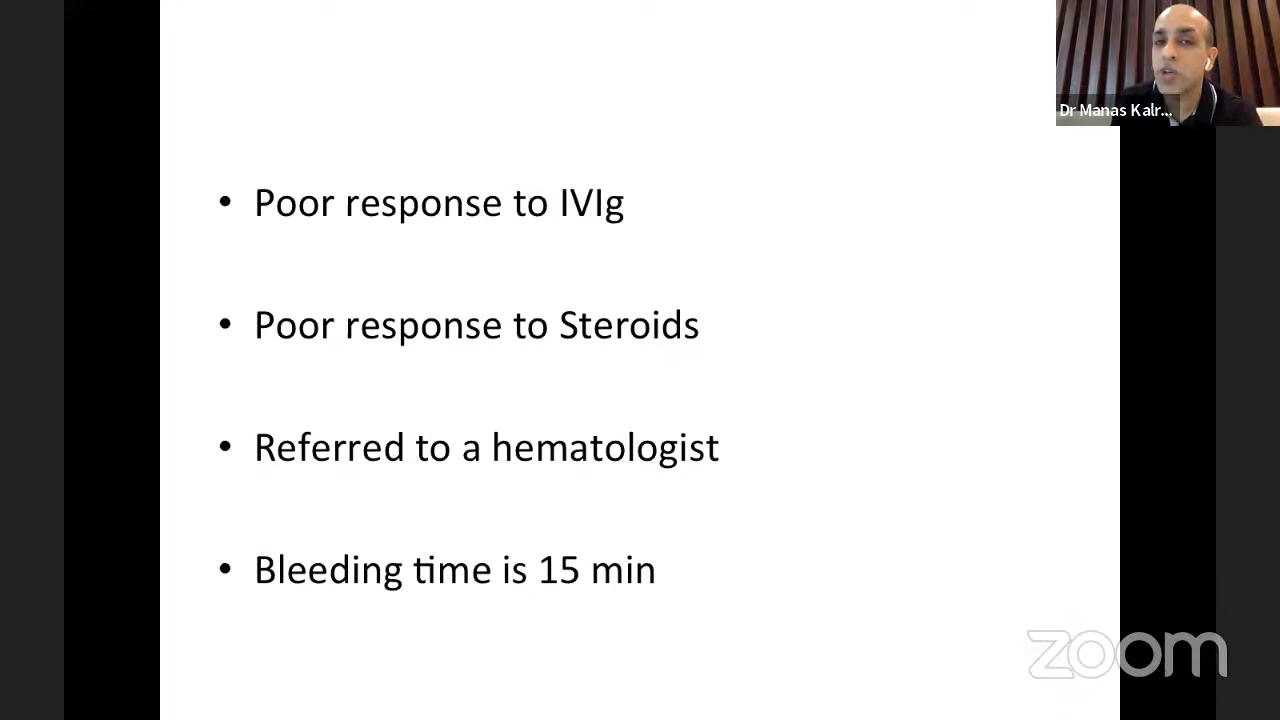 Dr Manas Kalr...
• Poor response to IVIg
• Poor response to Steroids
• Referred to a hematologist
• Bleeding time is 15 min
zoom